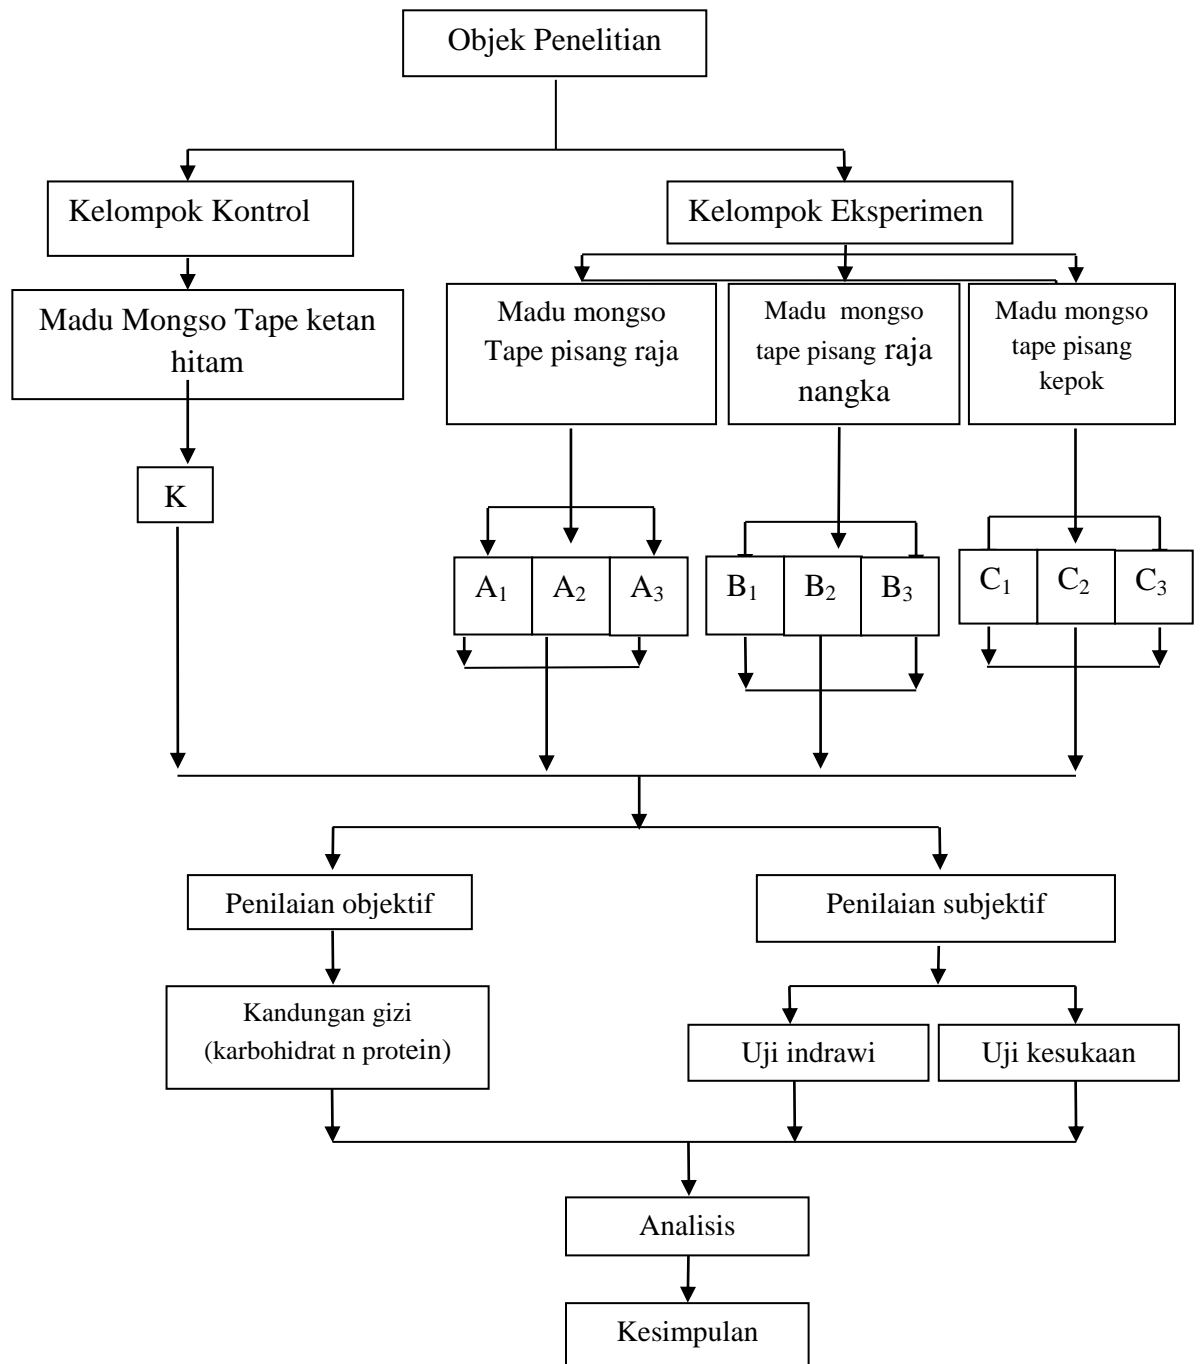 Objek Penelitian
Kelompok Kontrol
Kelompok Eksperimen
Madu Mongso Tape ketan
hitam
Madu mongso
Tape pisang raja
Madu mongso
tape pisang raja
nangka
Madu mongso
tape pisang
kepok
K
A₁
A₂
A₃
B₁
B₂
B₃
C₁
C₂
C₃
Penilaian objektif
Penilaian subjektif
Kandungan gizi
(karbohidrat n protein)
Uji indrawi
Uji kesukaan
Analisis
Kesimpulan